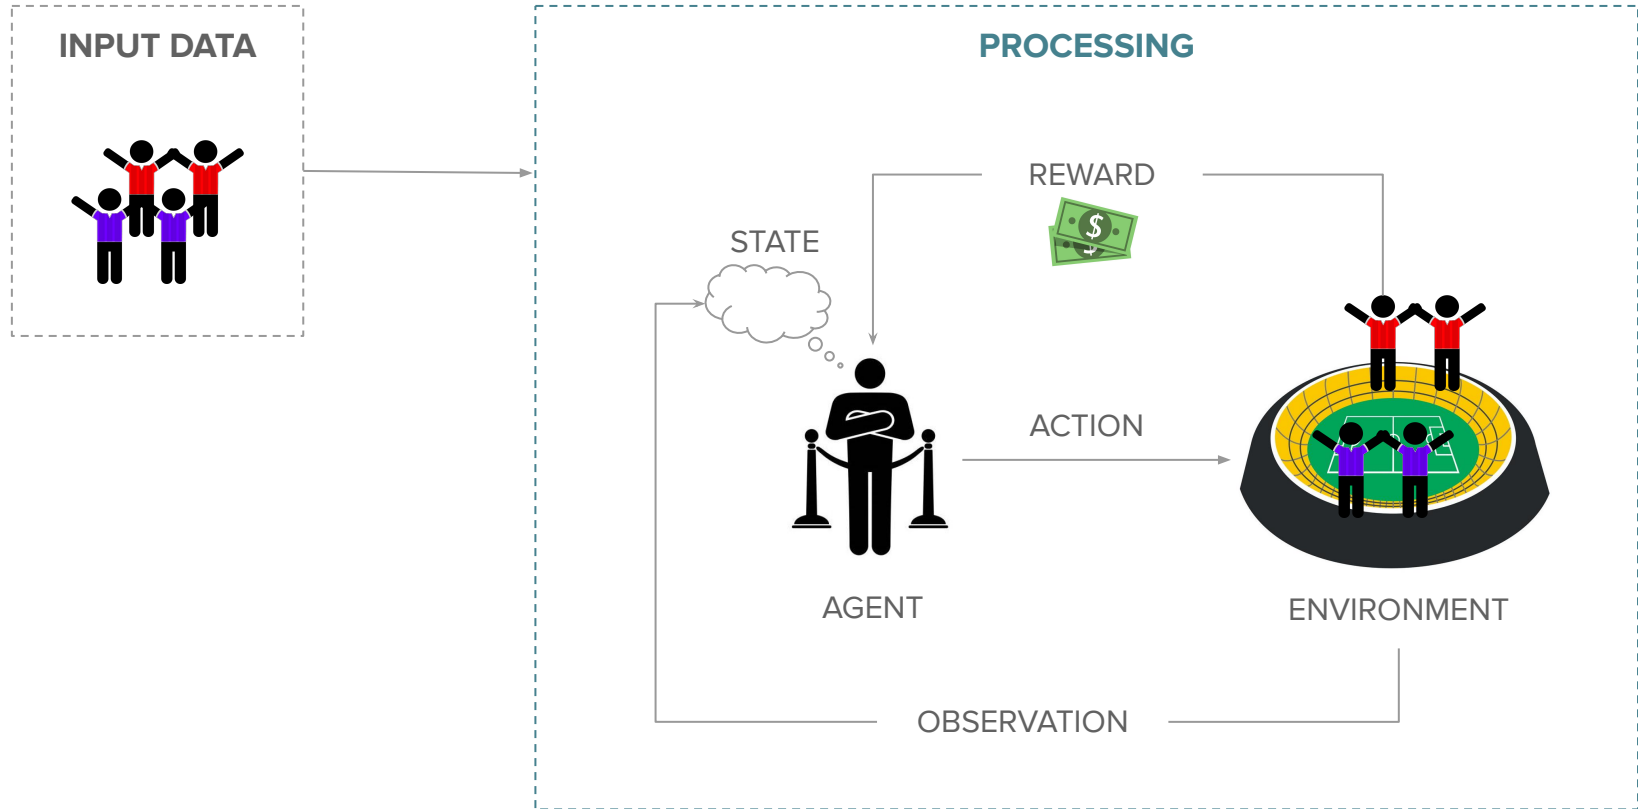 INPUT DATA
PROCESSING
REWARD
$
$
STATE
ACTION
AGENT
ENVIRONMENT
OBSERVATION